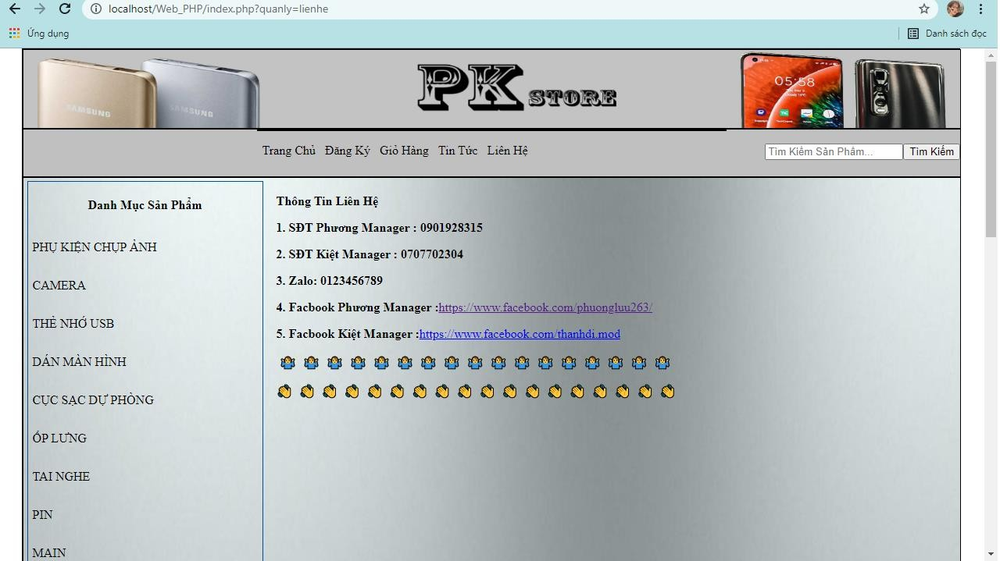 localhost/Web_PHP/index.php?quanly=lienhe
Ứng dụng
Danh sách đọc
SAMSUNG
SAMSUNG
PK STORE
05:58
Trang Chủ Đăng Ký Giỏ Hàng Tin Tức Liên Hệ
Tìm Kiếm Sản Phẩm...
Tìm Kiếm
Danh Mục Sản Phẩm
PHỤ KIỆN CHỤP ẢNH
CAMERA
THẺ NHỚ USB
DÁN MÀN HÌNH
CỤC SẠC DỰ PHÒNG
ỐP LƯNG
TAI NGHE
PIN
MAIN
Thông Tin Liên Hệ
1. SĐT Phương Manager : 0901928315
2. SĐT Kiệt Manager : 0707702304
3. Zalo: 0123456789
4. Facbook Phương Manager :https://www.facebook.com/phuongluu263/
5. Facbook Kiệt Manager :https://www.facebook.com/thanhdi.mod